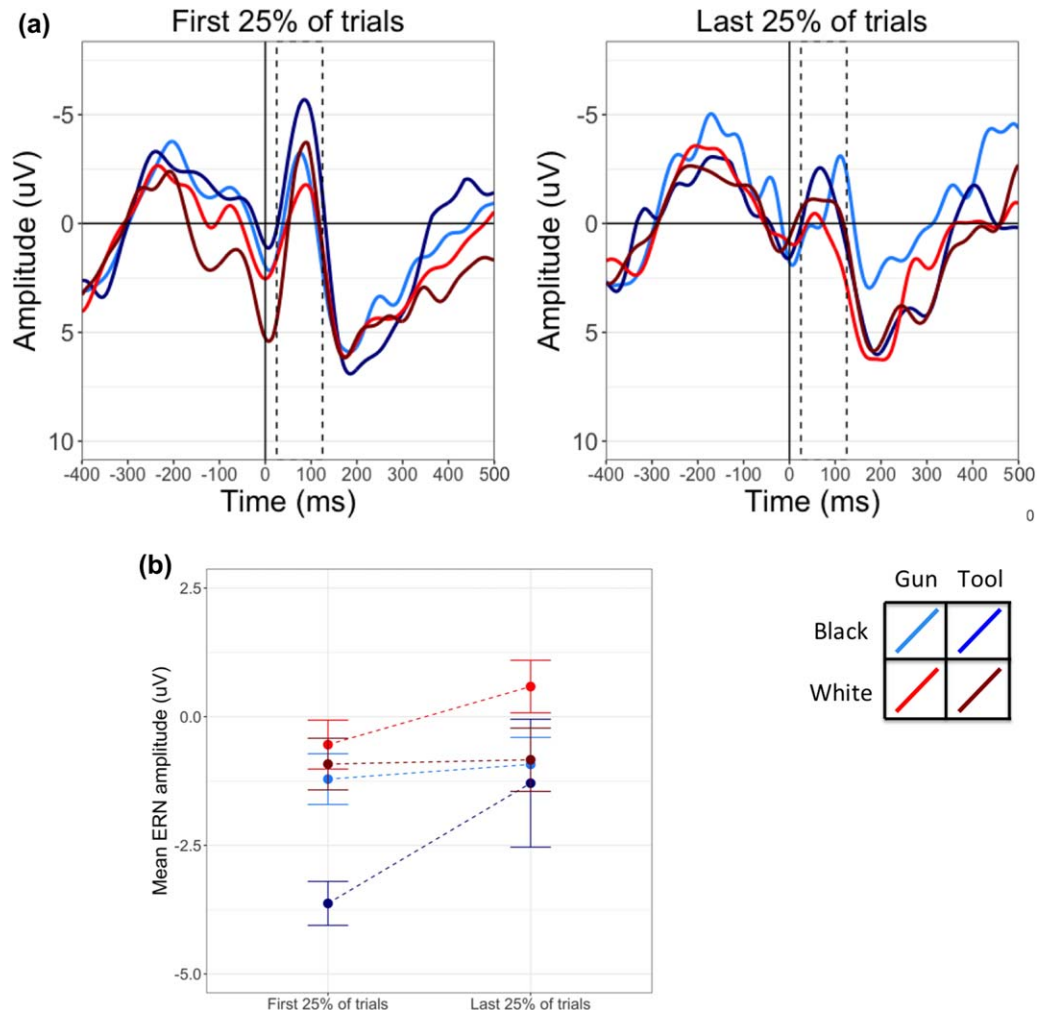 (a)
First 25% of trials
Last 25% of trials
-5
0
5
10
Amplitude (uV)
-400 -300 -200 -100 0 100 200 300 400 500
Time (ms)
-5
0
5
10
Amplitude (uV)
-400 -300 -200 -100 0 100 200 300 400 500
Time (ms)
0
(b)
2.5
0.0
-2.5
-5.0
Mean ERN amplitude (uV)
First 25% of trials
Last 25% of trials
Gun Tool
Black
White